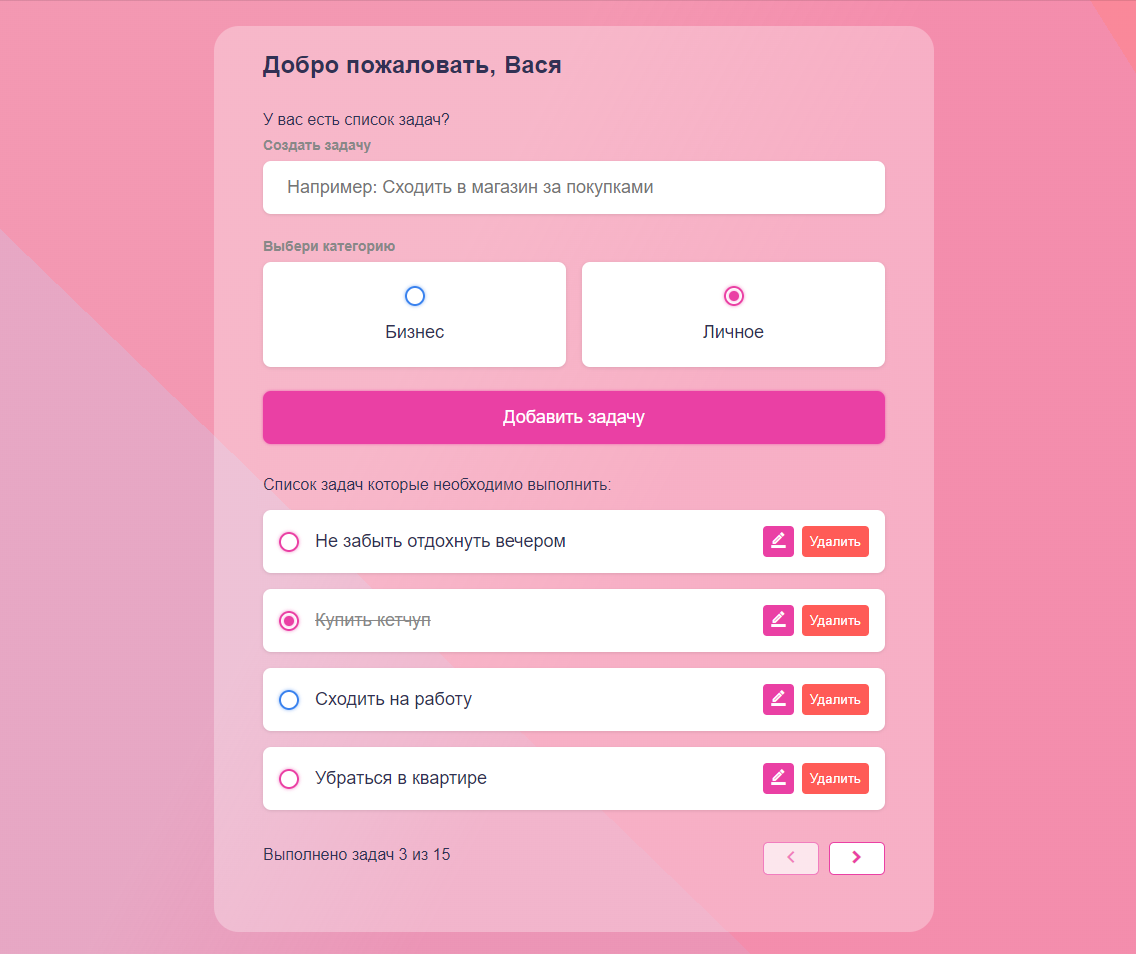 Добро пожаловать, Вася
У вас есть список задач?
Создать задачу
Например: Сходить в магазин за покупками
Выбери категорию
Бизнес
Личное
Добавить задачу
Список задач которые необходимо выполнить:
Не забыть отдохнуть вечером
Удалить
Купить кетчуп
Удалить
Сходить на работу
Удалить
Убраться в квартире
Удалить
Выполнено задач 3 из 15